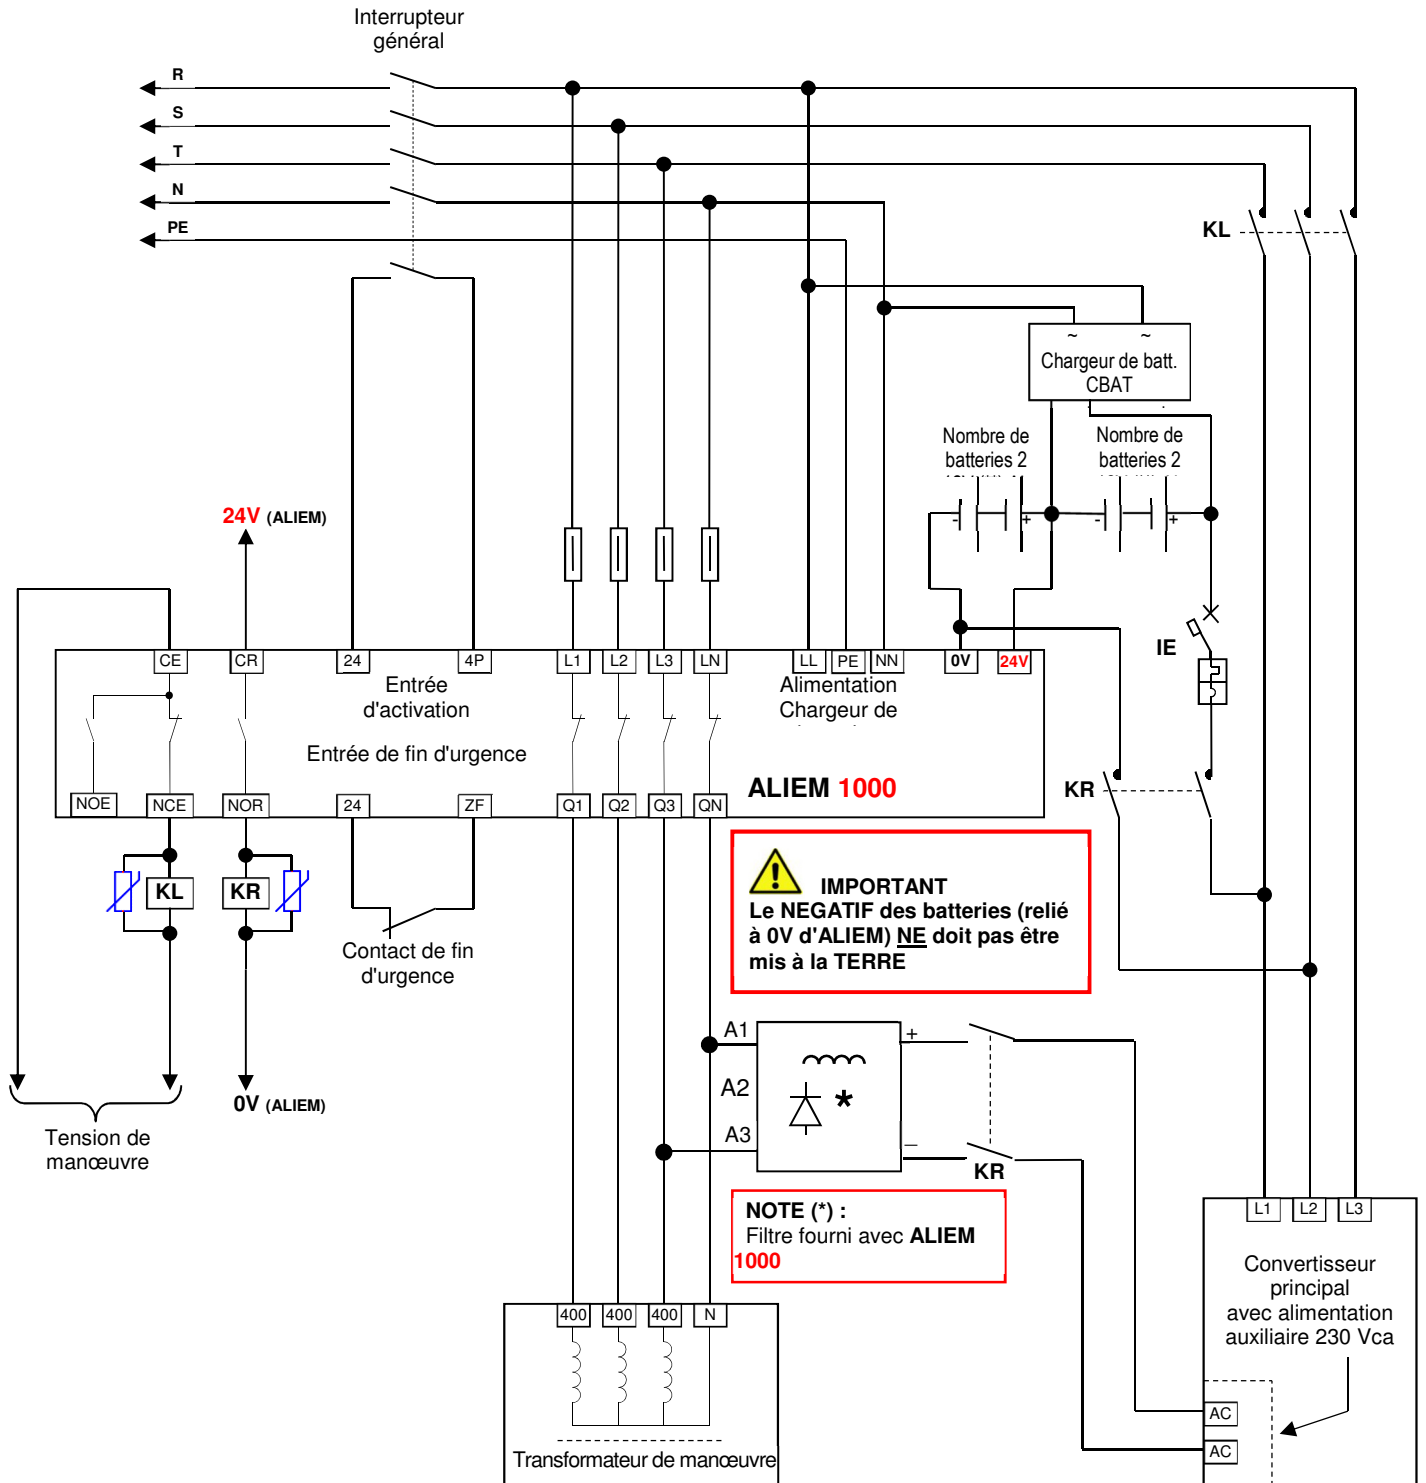 Interrupteur
général
R
S
T
N
PE
KL
~ ~
Chargeur de batt.
CBAT
Nombre de
batteries 2
Nombre de
batteries 2
- + - +
24V (ALIEM)
IE
CE CR 24 4P L1 L2 L3 LN LL PE NN 0V 24V
Entrée
d'activation
Alimentation
Chargeur de
Entrée de fin d'urgence
ALIEM 1000
KR
NOE NCE NOR 24 ZF Q1 Q2 Q3 QN
KL KR
IMPORTANT
Le NEGATIF des batteries (relié
à 0V d'ALIEM) NE doit pas être
mis à la TERRE
Contact de fin
d'urgence
A1
A2
A3
+
*
–
KR
0V (ALIEM)
Tension de
manœuvre
NOTE (*) :
Filtre fourni avec ALIEM
1000
L1 L2 L3
Convertisseur
principal
avec alimentation
auxiliaire 230 Vca
400 400 400 N
AC
AC
Transformateur de manœuvre